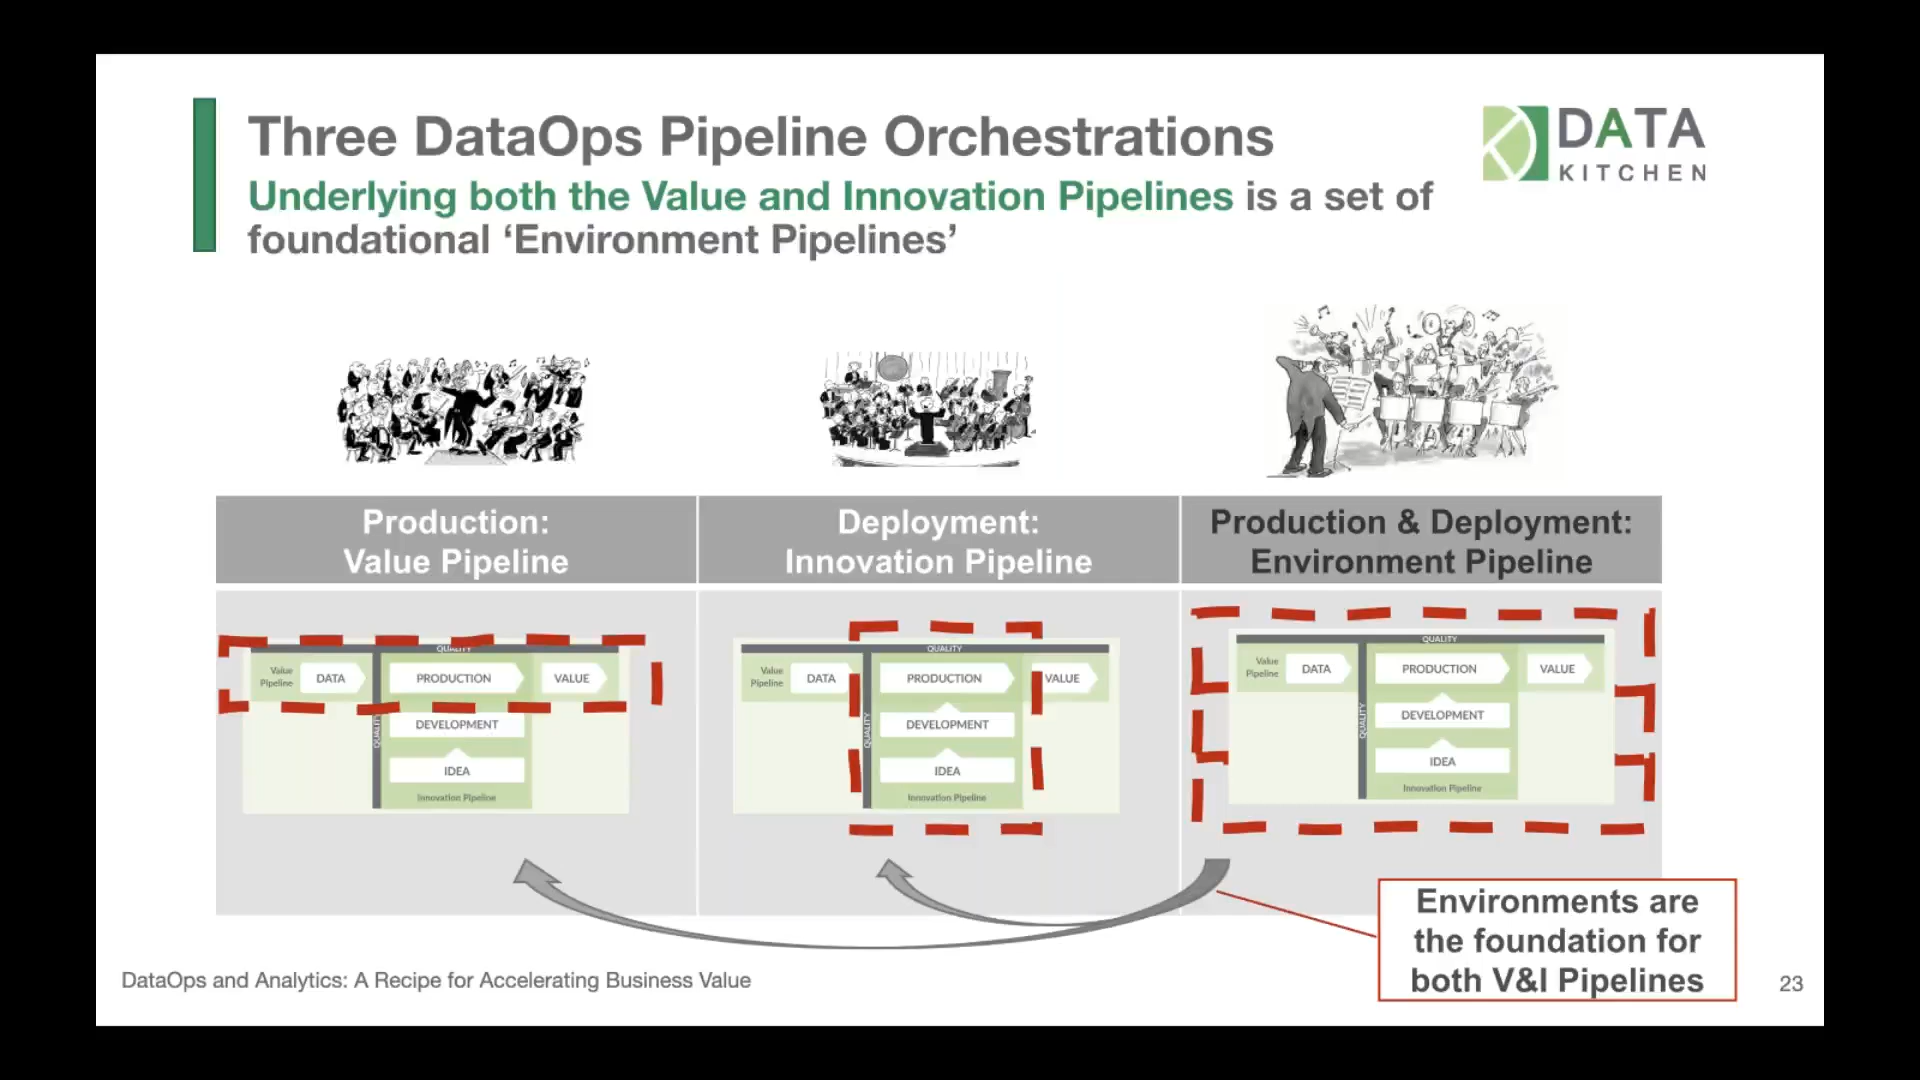 Three DataOps Pipeline Orchestrations
Underlying both the Value and Innovation Pipelines is a set of
foundational ‘Environment Pipelines’
DATA
KITCHEN
Production:
Value Pipeline
Deployment:
Innovation Pipeline
Production & Deployment:
Environment Pipeline
QUALITY
Value
Pipeline
DATA
PRODUCTION
VALUE
QUALITY
DEVELOPMENT
IDEA
Innovation Pipeline
QUALITY
Value
Pipeline
DATA
PRODUCTION
VALUE
QUALITY
DEVELOPMENT
IDEA
Innovation Pipeline
QUALITY
Value
Pipeline
DATA
PRODUCTION
VALUE
QUALITY
DEVELOPMENT
IDEA
Innovation Pipeline
Environments are
the foundation for
both V&I Pipelines
DataOps and Analytics: A Recipe for Accelerating Business Value
23